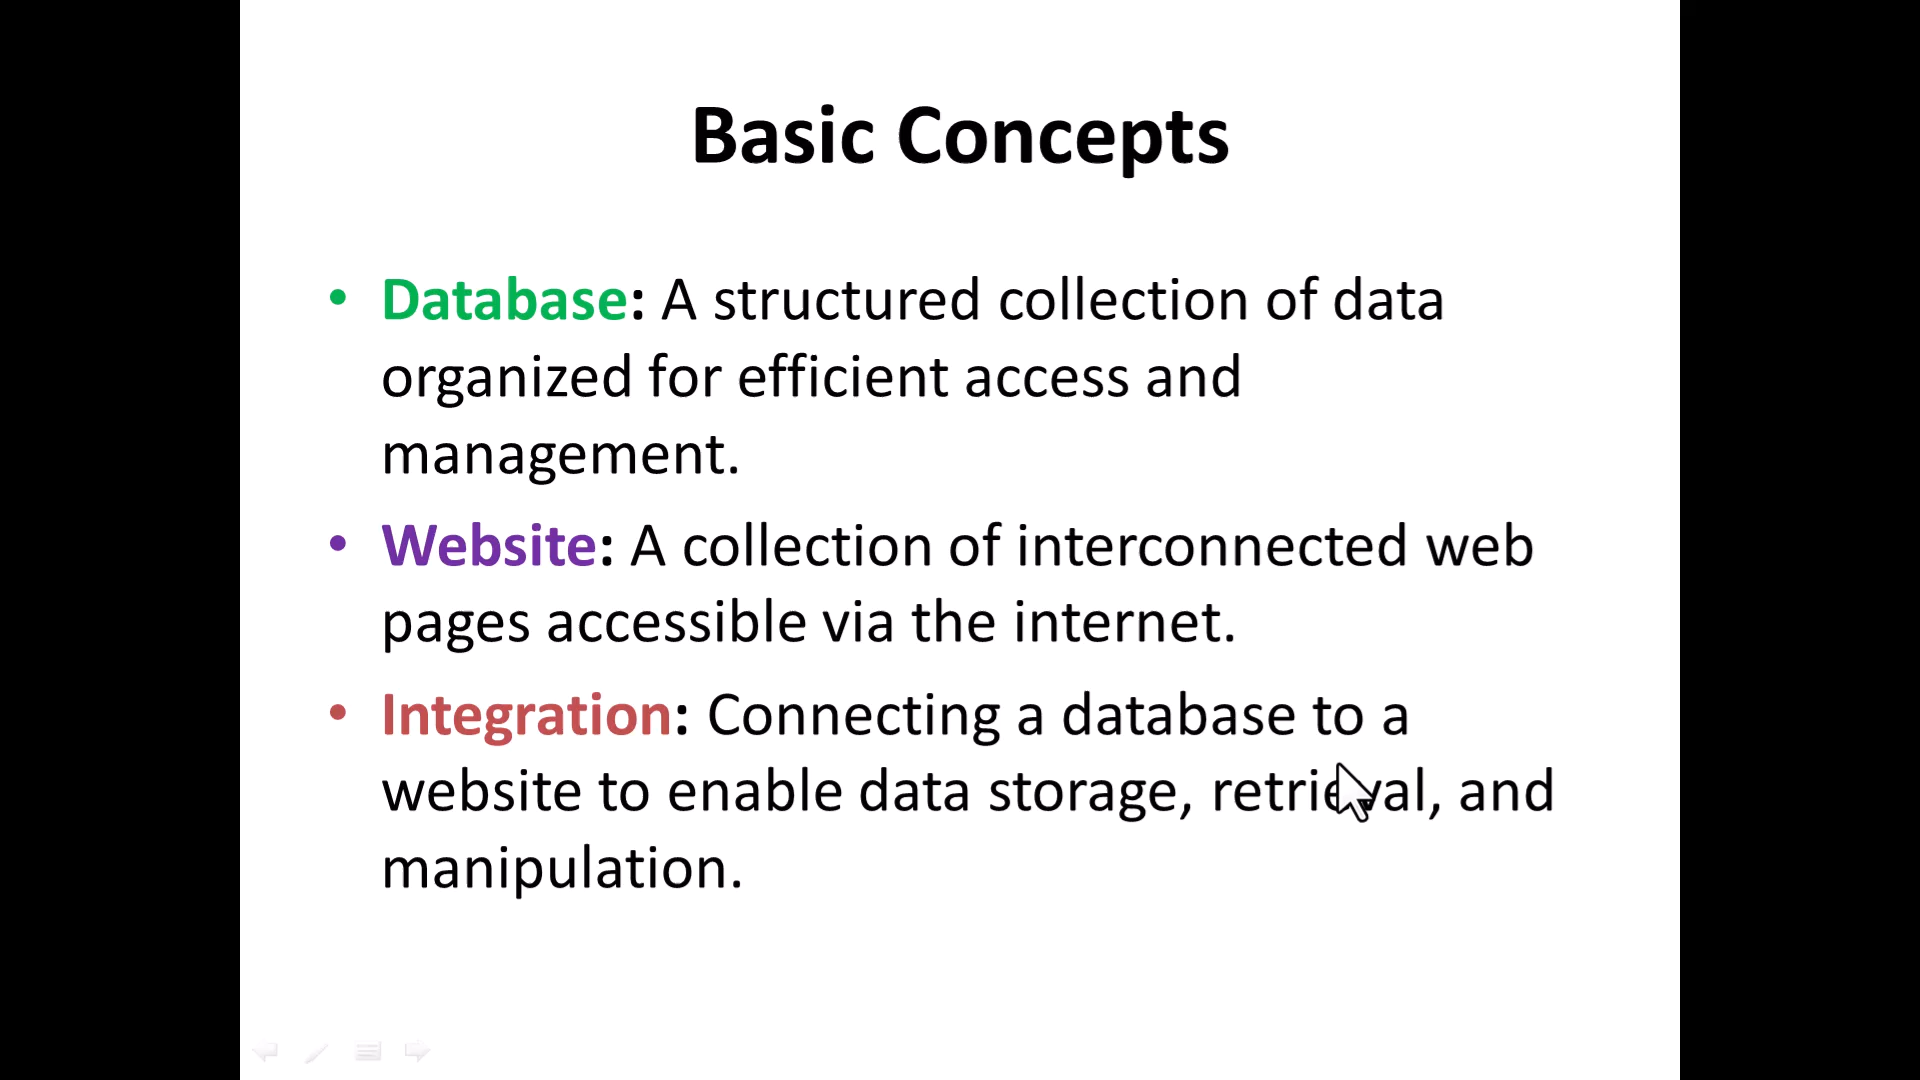 Basic Concepts
• Database: A structured collection of data
organized for efficient access and
management.
• Website: A collection of interconnected web
pages accessible via the internet.
• Integration: Connecting a database to a
website to enable data storage, retrieval, and
manipulation.